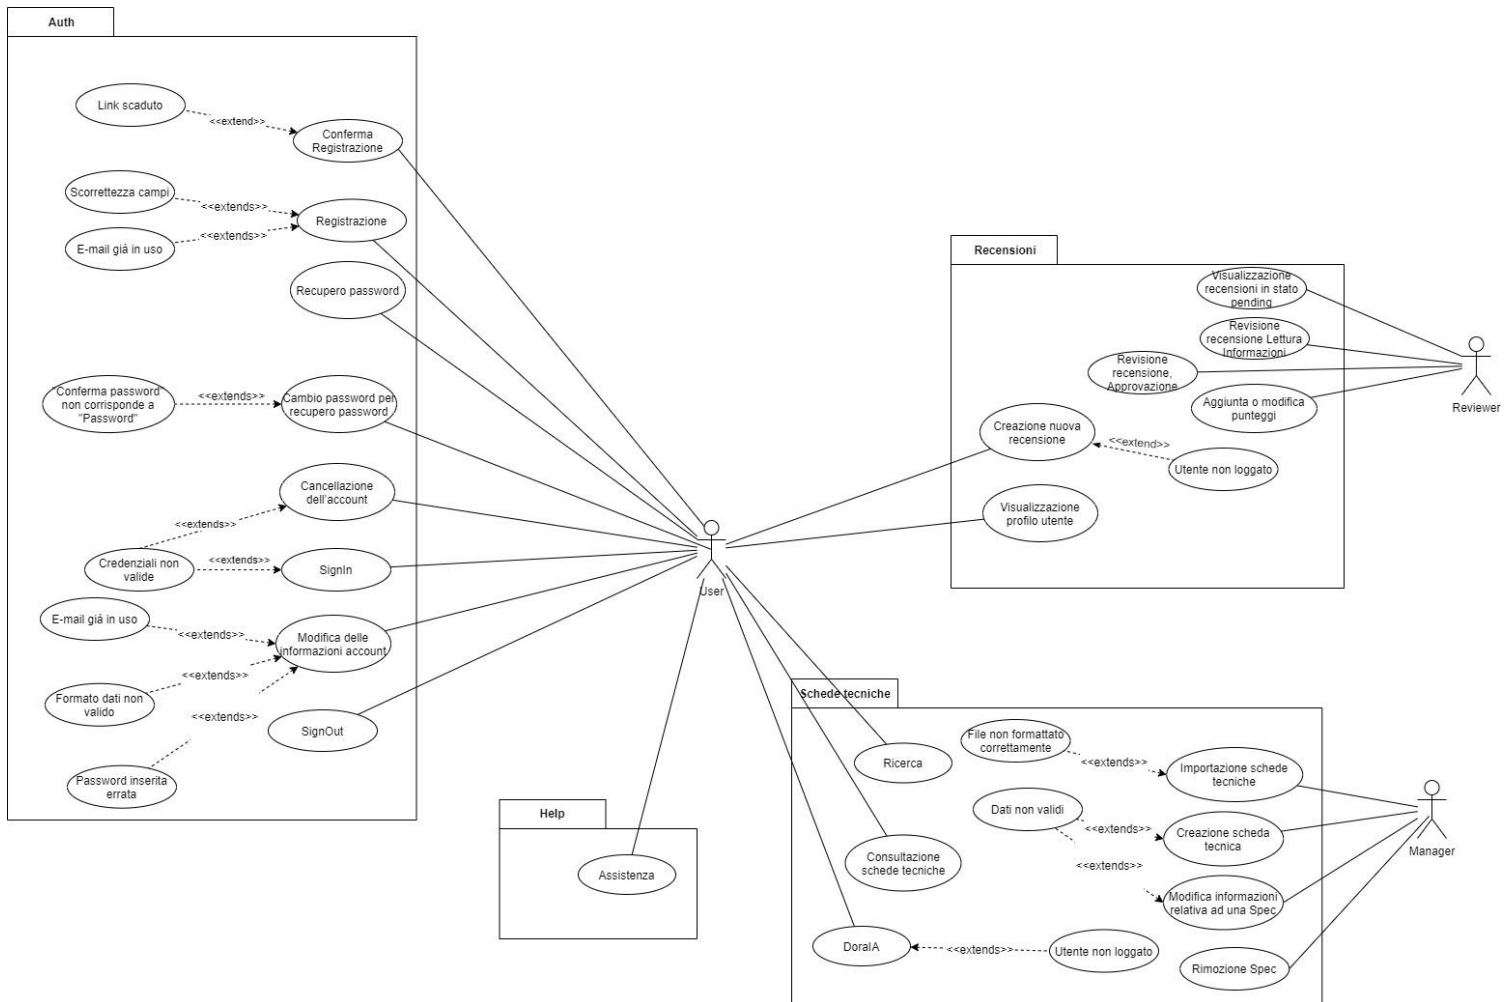 Auth
Link scaduto
<<extend>>
Conferma
Registrazione
Scorrettezza campi
<<extends>>
Registrazione
E-mail già in uso
<<extends>>
Recupero password
"Conferma password"
non corrisponde a
"Password"
<<extends>>
Cambio password per
recupero password
Cancellazione
dell'account
<<extends>>
Credenziali non
valide
<<extends>>
SignIn
E-mail già in uso
<<extends>>
Modifica delle
informazioni account
<<extends>>
Formato dati non
valido
<<extends>>
SignOut
Password inserita
errata
User
Help
Assistenza
Recensioni
Visualizzazione
recensioni in stato
pending
Revisione
recensione Lettura
Informazioni
Revisione
recensione,
Approvazione
Aggiunta o modifica
punteggi
Reviewer
Creazione nuova
recensione
<<extend>>
Utente non loggato
Visualizzazione
profilo utente
Schede tecniche
Ricerca
File non formattato
correttamente
<<extends>>
Importazione schede
tecniche
Dati non validi
<<extends>>
Creazione scheda
tecnica
<<extends>>
Manager
Consultazione
schede tecniche
Modifica informazioni
relativa ad una Spec
DoraIA
<<extends>>
Utente non loggato
Rimozione Spec